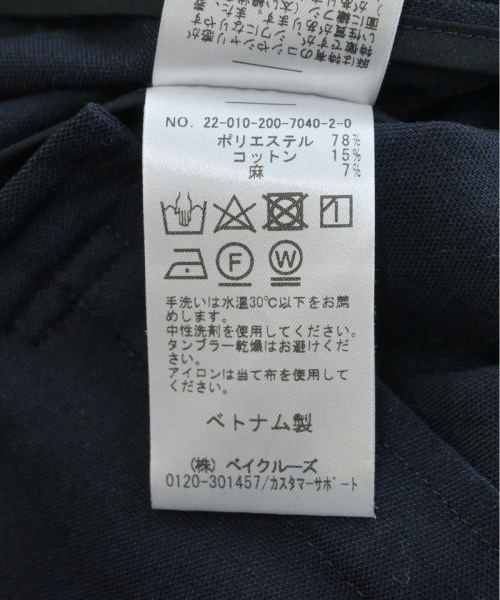 NO. 22-010-200-7040-2-0
ポリエステル 78%
コットン 15%
麻 7%
F
W
手洗いは水温30℃以下をお薦
めします。
中性洗剤を使用してください。
タンブラー乾燥はお避けくだ
さい。
アイロンは当て布を使用して
ください。
ベトナム製
(株) ベイクルーズ
0120-301457/カスタマーサポート